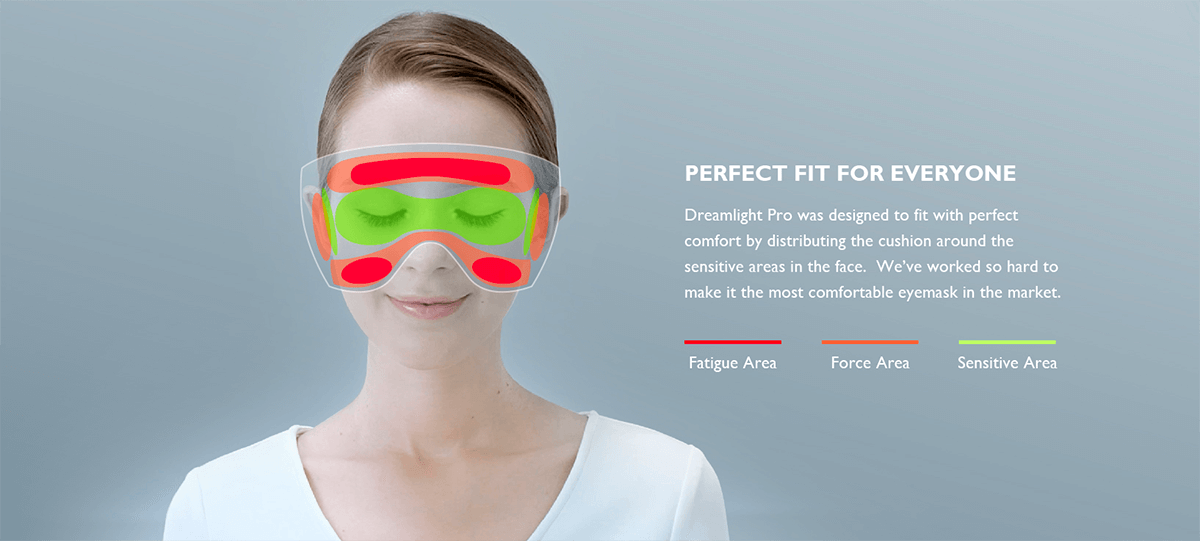 PERFECT FIT FOR EVERYONE
Dreamlight Pro was designed to fit with perfect
comfort by distributing the cushion around the
sensitive areas in the face.  We’ve worked so hard to
make it the most comfortable eyemask in the market.
Fatigue Area Force Area Sensitive Area